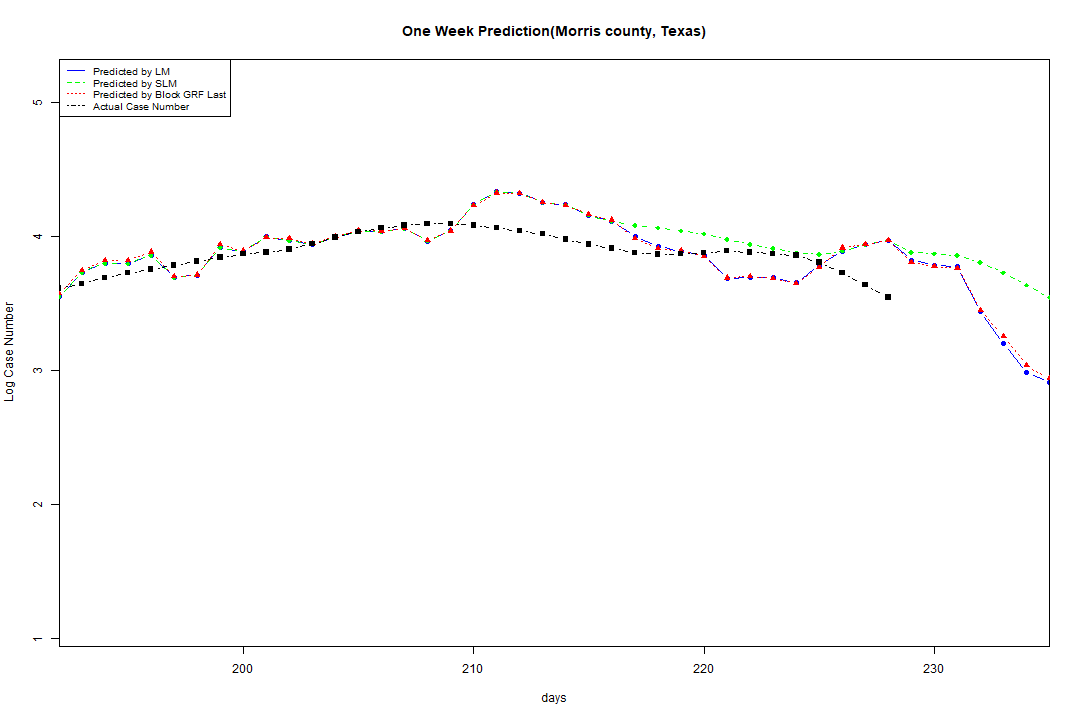 One Week Prediction(Morris county, Texas)
Predicted by LM
Predicted by SLM
Predicted by Block GRF Last
Actual Case Number
5
4
3
2
1
Log Case Number
200
210
220
230
days